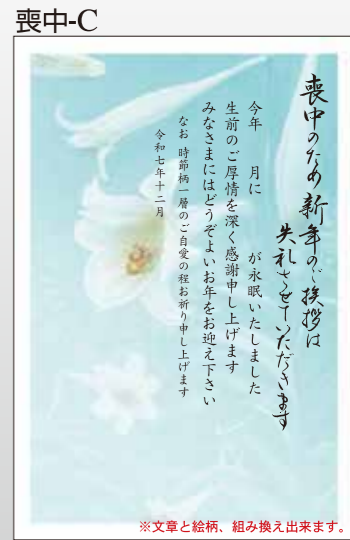 喪中-C
喪中のため新年のご挨拶は
失礼させていただきます
今年　月に　　が永眠いたしました
生前のご厚情を深く感謝申し上げます
みなさまにはどうぞよいお年をお迎え下さい
なお 時節柄一層のご自愛の程お祈り申し上げます
令和七年十二月
※文章と絵柄、組み換え出来ます。